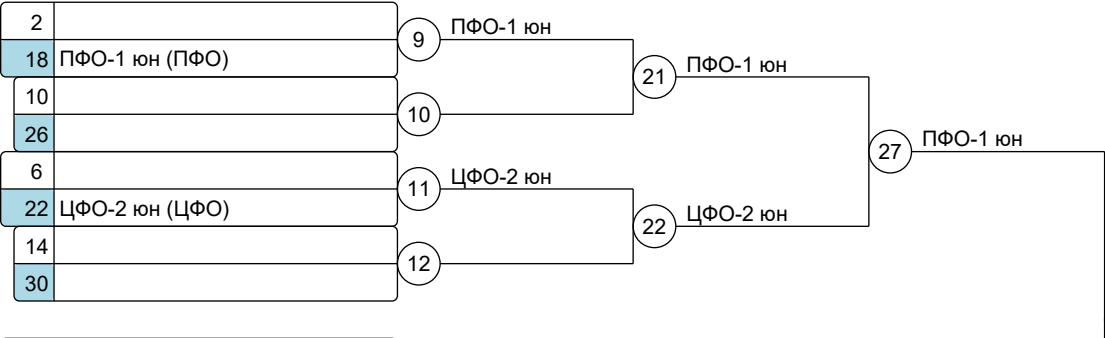 2
9 ПФО-1 юн
18 ПФО-1 юн (ПФО)
21 ПФО-1 юн
10
10
26
27 ПФО-1 юн
6
11 ЦФО-2 юн
22 ЦФО-2 юн (ЦФО)
22 ЦФО-2 юн
14
12
30